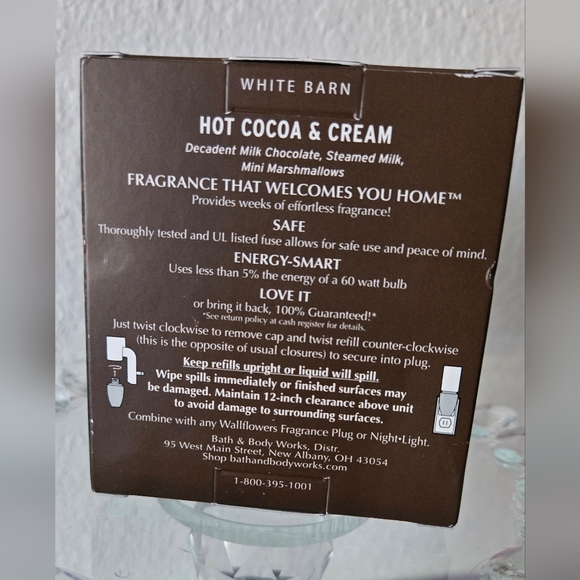 WHITE BARN
HOT COCOA & CREAM
Decadent Milk Chocolate, Steamed Milk,
Mini Marshmallows
FRAGRANCE THAT WELCOMES YOU HOME™
Provides weeks of effortless fragrance!
SAFE
Thoroughly tested and UL listed fuse allows for safe use and peace of mind.
ENERGY-SMART
Uses less than 5% the energy of a 60 watt bulb
LOVE IT
or bring it back, 100% Guaranteed!*
*See return policy at cash register for details.
Just twist clockwise to remove cap and twist refill counter-clockwise
(this is the opposite of usual closures) to secure into plug.
Keep refills upright or liquid will spill.
Wipe spills immediately or finished surfaces may
be damaged. Maintain 12-inch clearance above unit
to avoid damage to surrounding surfaces.
Combine with any Wallflowers Fragrance Plug or Night•Light.
Bath & Body Works, Distr.
95 West Main Street, New Albany, OH 43054
Shop bathandbodyworks.com
1-800-395-1001